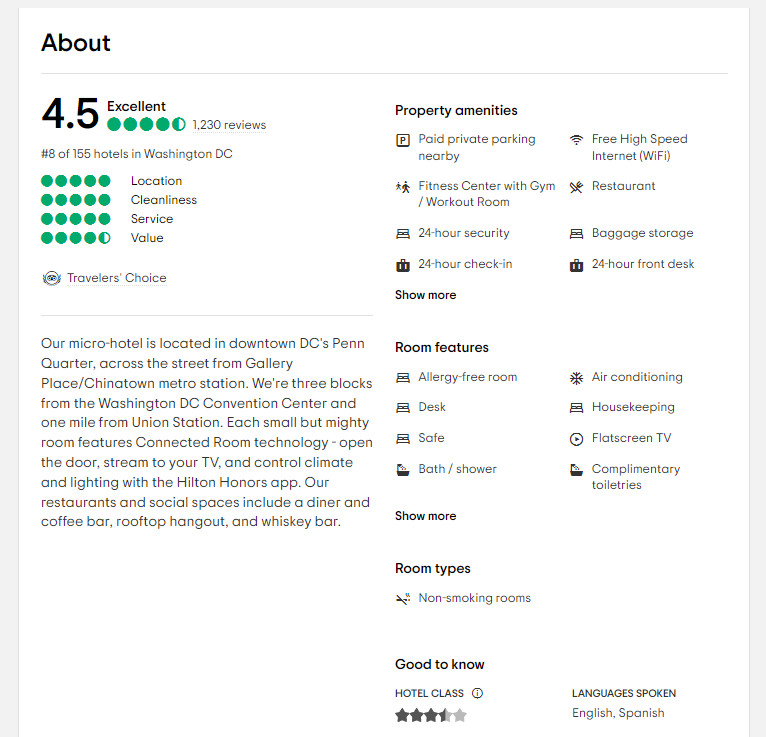 About
4.5
Excellent
1,230 reviews
#8 of 155 hotels in Washington DC
Location
Cleanliness
Service
Value
Travelers' Choice
Our micro-hotel is located in downtown DC's Penn
Quarter, across the street from Gallery
Place/Chinatown metro station. We're three blocks
from the Washington DC Convention Center and
one mile from Union Station. Each small but mighty
room features Connected Room technology - open
the door, stream to your TV, and control climate
and lighting with the Hilton Honors app. Our
restaurants and social spaces include a diner and
coffee bar, rooftop hangout, and whiskey bar.
Property amenities
Paid private parking
nearby
Free High Speed
Internet (WiFi)
Fitness Center with Gym
/ Workout Room
Restaurant
24-hour security
Baggage storage
24-hour check-in
24-hour front desk
Show more
Room features
Allergy-free room
Air conditioning
Desk
Housekeeping
Safe
Flatscreen TV
Bath / shower
Complimentary
toiletries
Show more
Room types
Non-smoking rooms
Good to know
HOTEL CLASS
LANGUAGES SPOKEN
English, Spanish